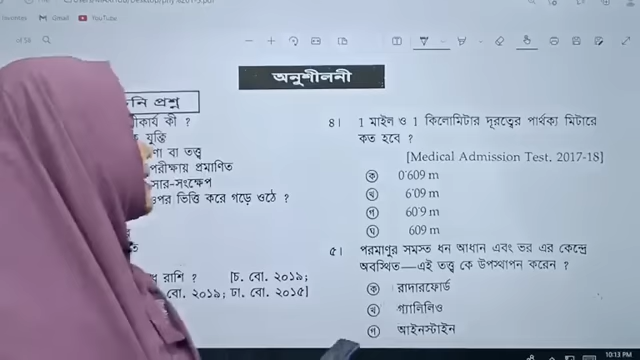 Gmail
YouTube
of 54
অনুশীলনী
প্রশ্ন
কী ?
যুক্তি
বা তত্ত্ব
পরীক্ষায় প্রমাণিত
সার-সংক্ষেপ
ভিত্তি করে গড়ে ওঠে ?
রাশি ? [চ. বো. ২০১৯;
বো. ২০১৯; ঢা. বো. ২০১৫]
৪। 1 মাইল ও 1 কিলোমিটার দূরত্বের পার্থক্য মিটারে
কত হবে ?
[Medical Admission Test. 2017-18]
ক 0·609 m
খ 6·09 m
গ 60·9 m
ঘ 609 m
৫। পরমাণুর সমস্ত ধন আধান এবং ভর এর কেন্দ্রে
অবস্থিত—এই তত্ত্ব কে উপস্থাপন করেন ?
ক রাদারফোর্ড
খ গ্যালিলিও
গ আইনস্টাইন
10:13 PM